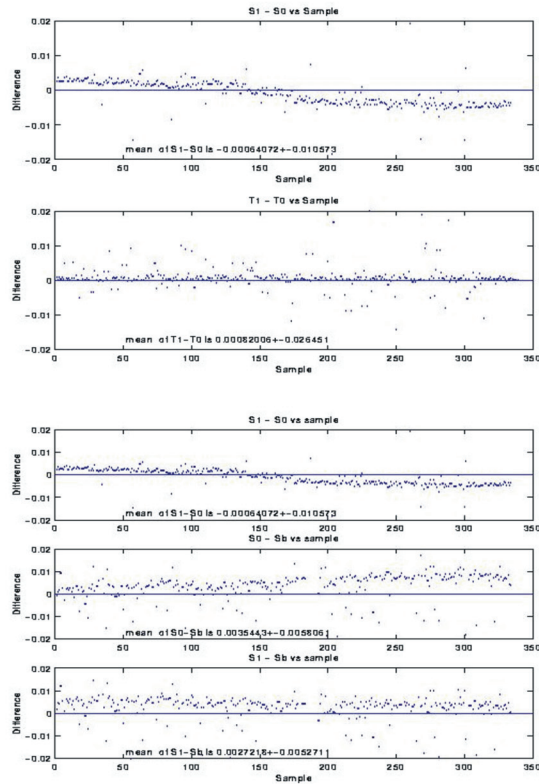 S1 - S0 vs Sample
0.02
0.01
0
-0.01
-0.02
Difference
mean of S1-S0 is -0.00064072+-0.010573
0 50 100 150 200 250 300 350
Sample
T1 - T0 vs Sample
0.02
0.01
0
-0.01
-0.02
Difference
mean of T1-T0 is 0.00082006+-0.026451
0 50 100 150 200 250 300 350
Sample
S1 - S0 vs sample
0.02
0.01
0
-0.01
-0.02
Difference
mean of S1-S0 is -0.00064072+-0.010573
0 50 100 150 200 250 300 350
S0 - Sb vs sample
0.02
0.01
0
-0.01
-0.02
Difference
mean of S0-Sb is 0.0035443+-0.0058061
0 50 100 150 200 250 300 350
S1 - Sb vs sample
0.02
0.01
0
-0.01
-0.02
Difference
mean of S1-Sb is 0.0027218+-0.0052711
0 50 100 150 200 250 300 350
Sample